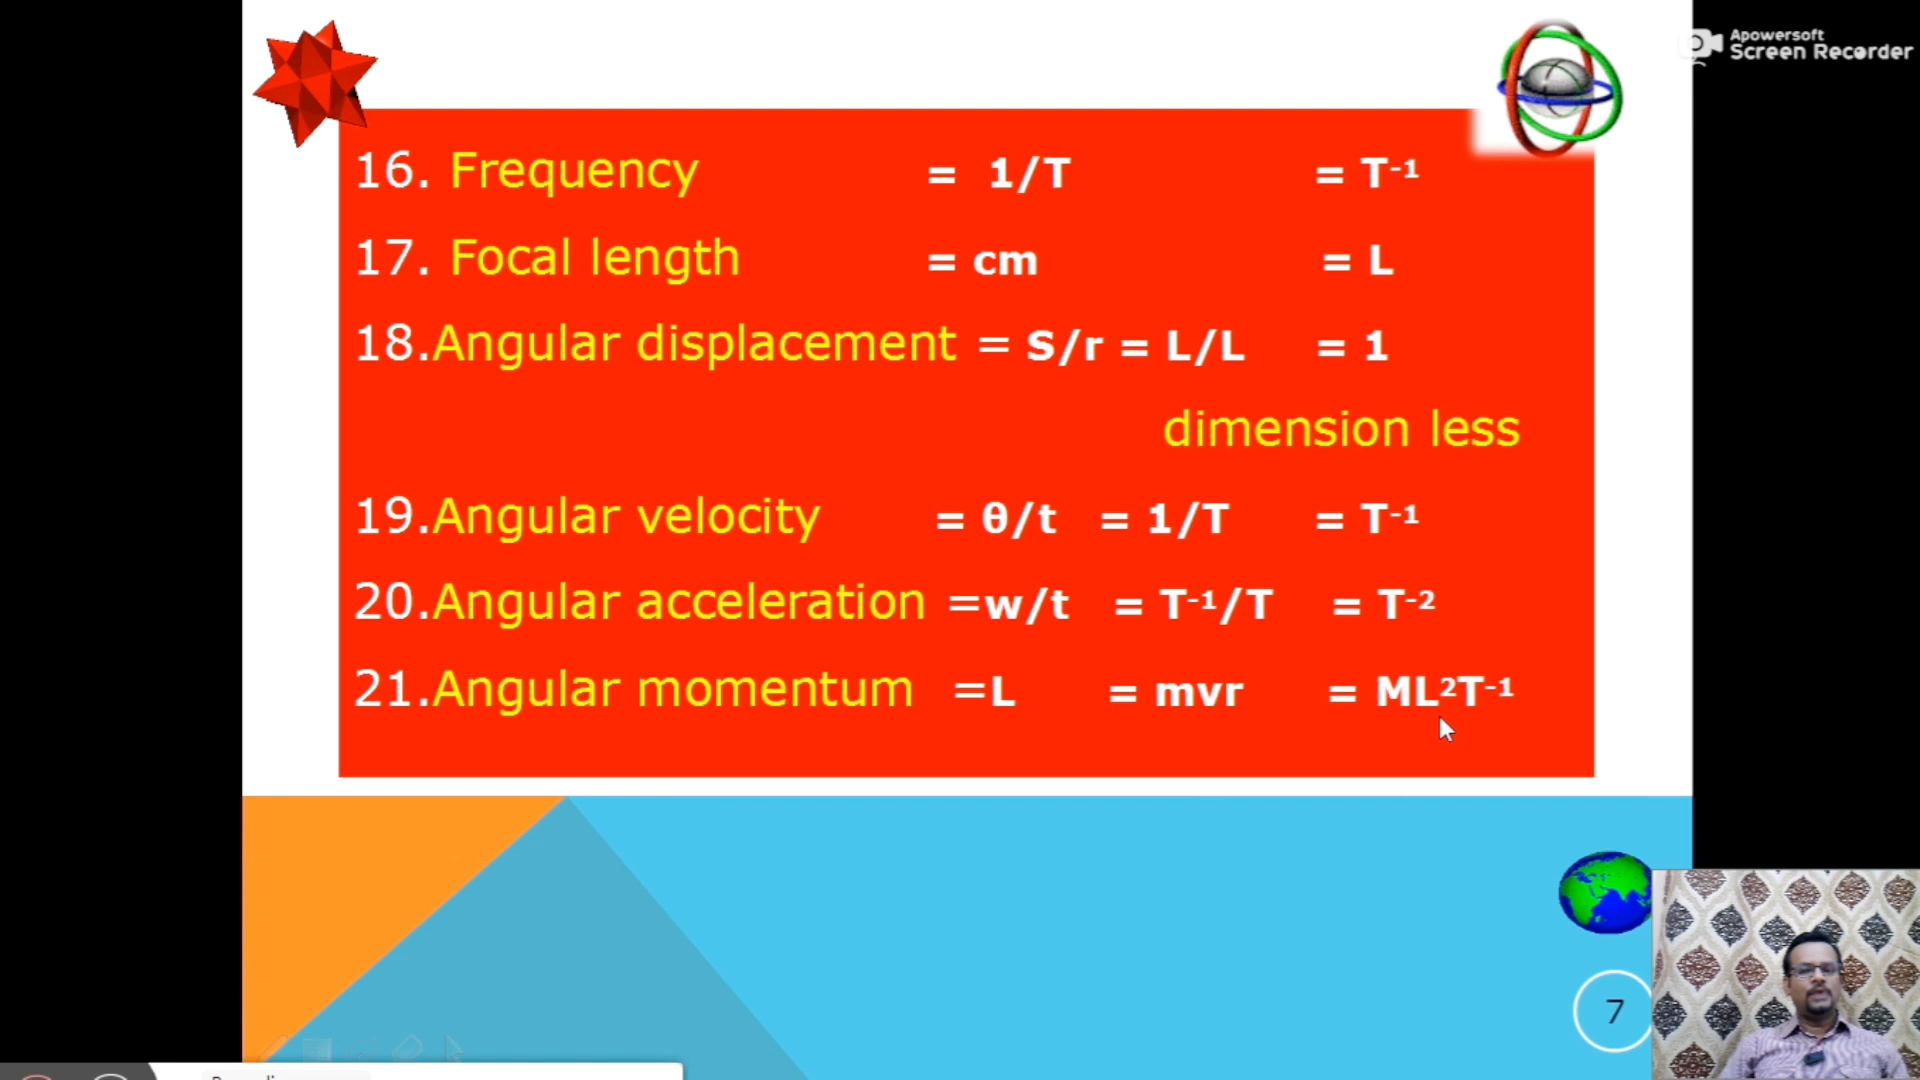 Apowersoft
Screen Recorder
16. Frequency = 1/T = T⁻¹
17. Focal length = cm = L
18.Angular displacement = S/r = L/L = 1
dimension less
19.Angular velocity = θ/t = 1/T = T⁻¹
20.Angular acceleration =w/t = T⁻¹/T = T⁻²
21.Angular momentum =L = mvr = ML²T⁻¹
7